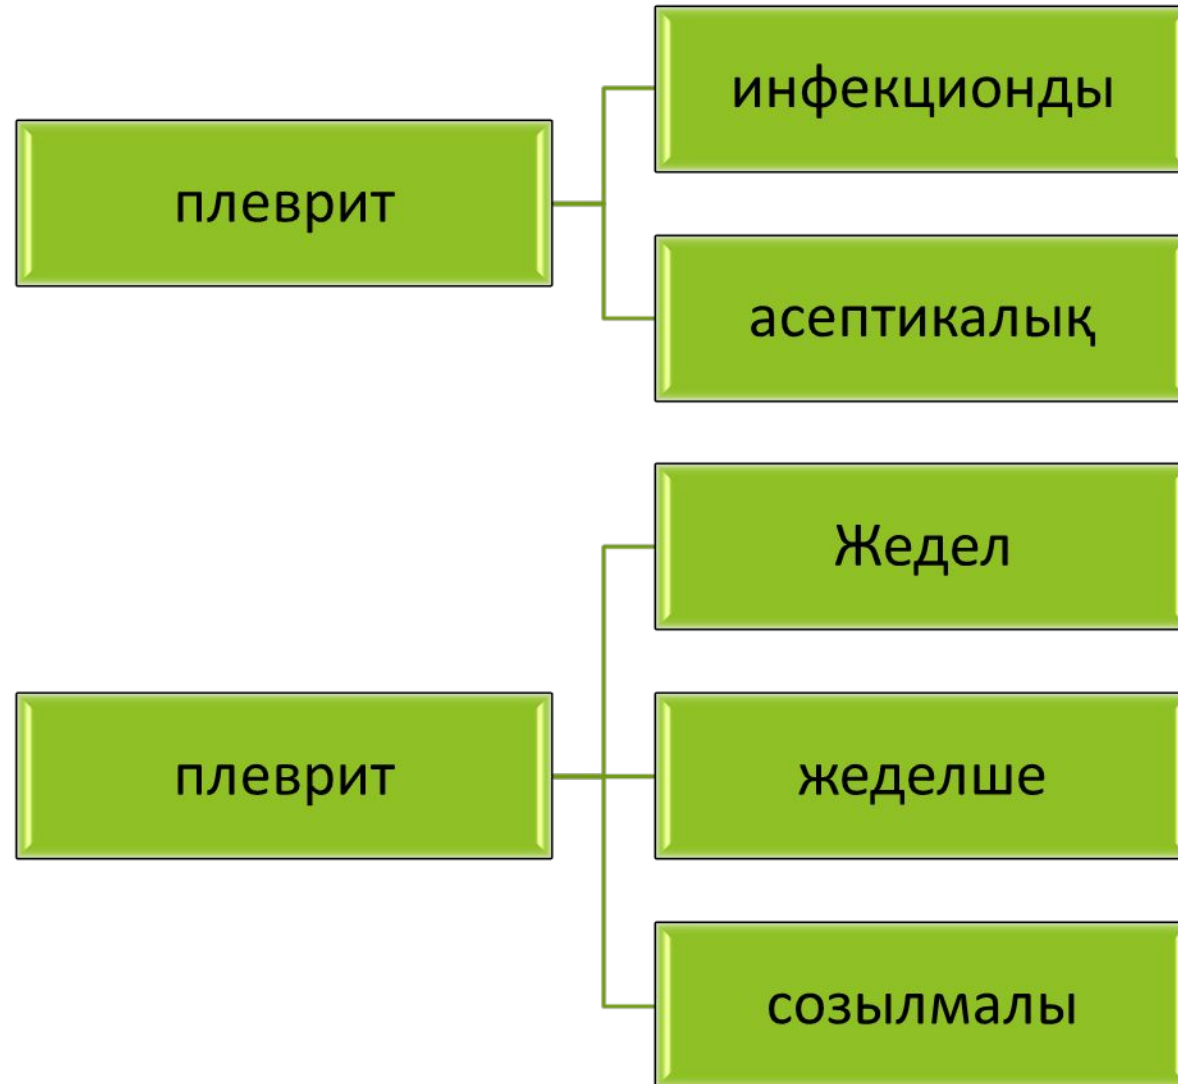 плеврит
инфекционды
асептикалық
плеврит
Жедел
жеделше
созылмалы